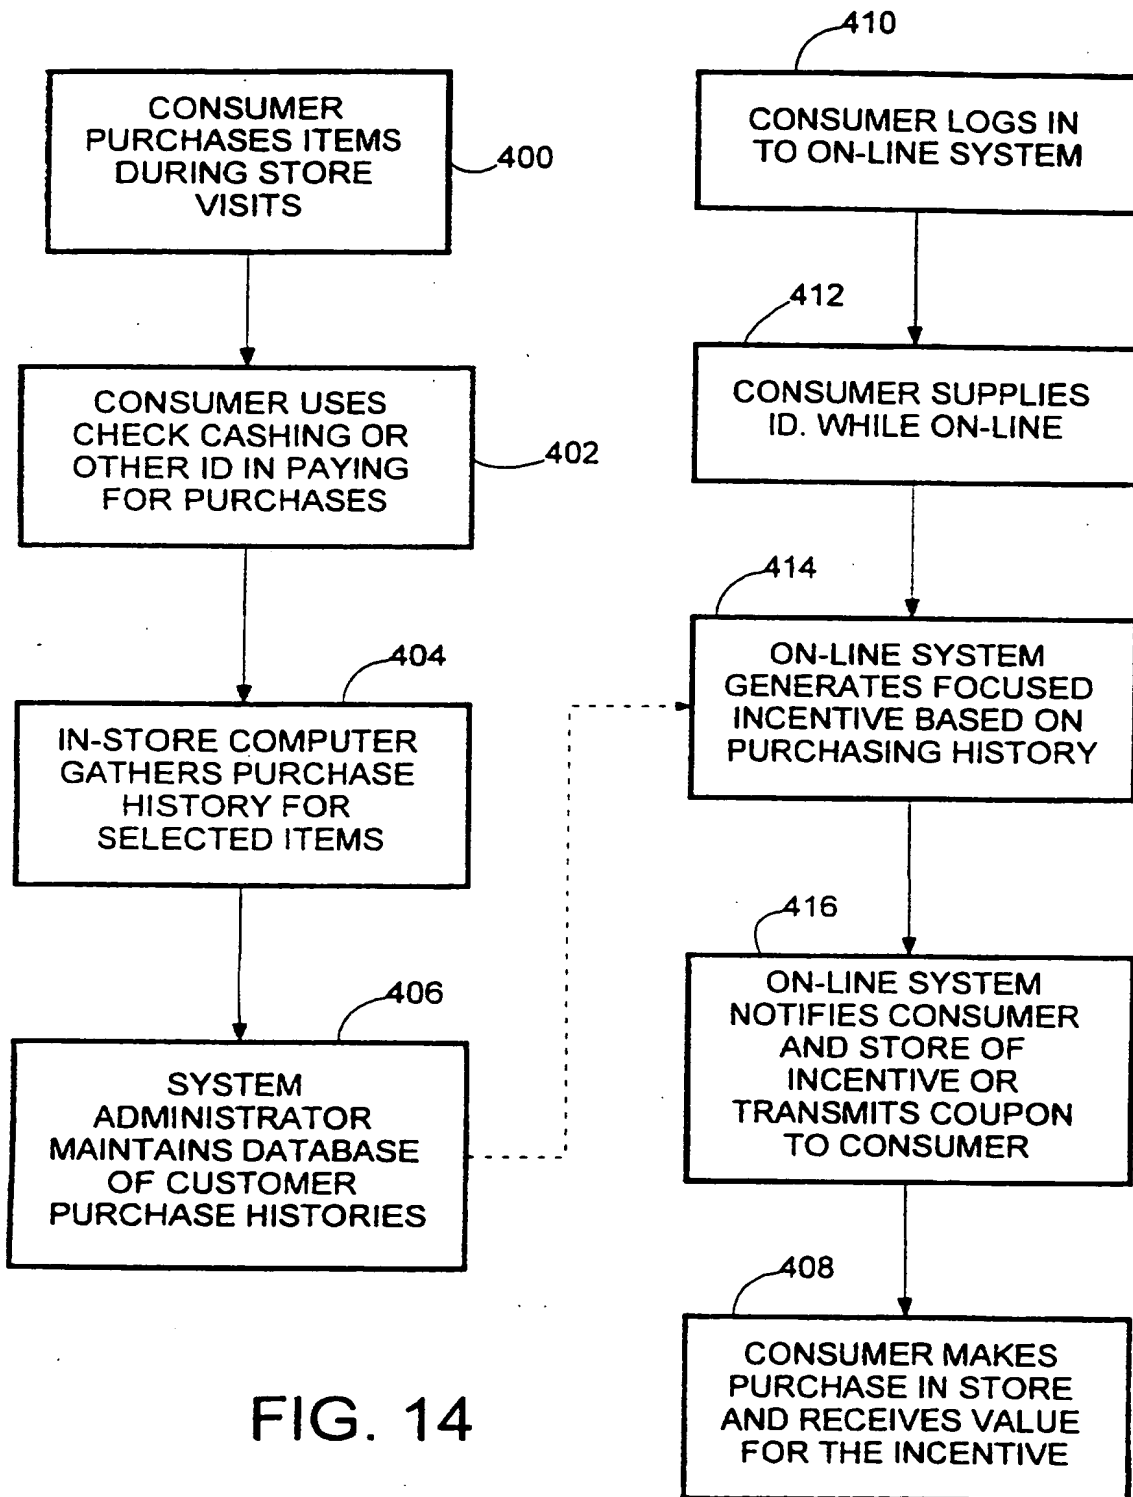 CONSUMER
PURCHASES ITEMS
DURING STORE
VISITS
400
CONSUMER USES
CHECK CASHING OR
OTHER ID IN PAYING
FOR PURCHASES
402
404
IN-STORE COMPUTER
GATHERS PURCHASE
HISTORY FOR
SELECTED ITEMS
406
SYSTEM
ADMINISTRATOR
MAINTAINS DATABASE
OF CUSTOMER
PURCHASE HISTORIES
410
CONSUMER LOGS IN
TO ON-LINE SYSTEM
412
CONSUMER SUPPLIES
ID. WHILE ON-LINE
414
ON-LINE SYSTEM
GENERATES FOCUSED
INCENTIVE BASED ON
PURCHASING HISTORY
416
ON-LINE SYSTEM
NOTIFIES CONSUMER
AND STORE OF
INCENTIVE OR
TRANSMITS COUPON
TO CONSUMER
408
CONSUMER MAKES
PURCHASE IN STORE
AND RECEIVES VALUE
FOR THE INCENTIVE
FIG. 14